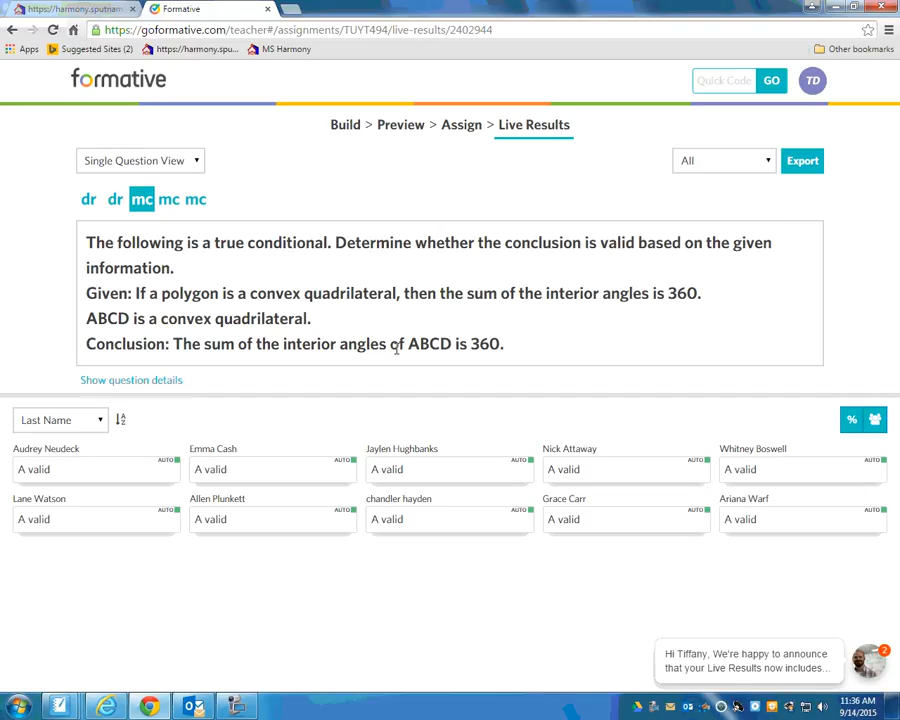 https://harmony.sputnam
Formative
https://goformative.com/teacher#/assignments/TUYT494/live-results/2402994
Apps
Suggested Sites (2)
https://harmony.spu...
MS Harmony
Other bookmarks
formative
Quick Code
GO
TD
Build > Preview > Assign > Live Results
Single Question View
All
Export
dr dr mc mc mc
The following is a true conditional. Determine whether the conclusion is valid based on the given
information.
Given: If a polygon is a convex quadrilateral, then the sum of the interior angles is 360.
ABCD is a convex quadrilateral.
Conclusion: The sum of the interior angles of ABCD is 360.
Show question details
Last Name
A
Z
%
Audrey Neudeck
Emma Cash
Jaylen Hughbanks
Nick Attaway
Whitney Boswell
AUTO
AUTO
AUTO
AUTO
AUTO
A valid
A valid
A valid
A valid
A valid
Lane Watson
Allen Plunkett
chandler hayden
Grace Carr
Ariana Warf
AUTO
AUTO
AUTO
AUTO
AUTO
A valid
A valid
A valid
A valid
A valid
Hi Tiffany, We're happy to announce
that your Live Results now includes...
2
11:36 AM
9/14/2015